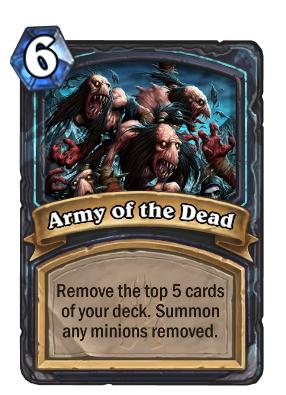 6
Army of the Dead
Remove the top 5 cards
of your deck. Summon
any minions removed.